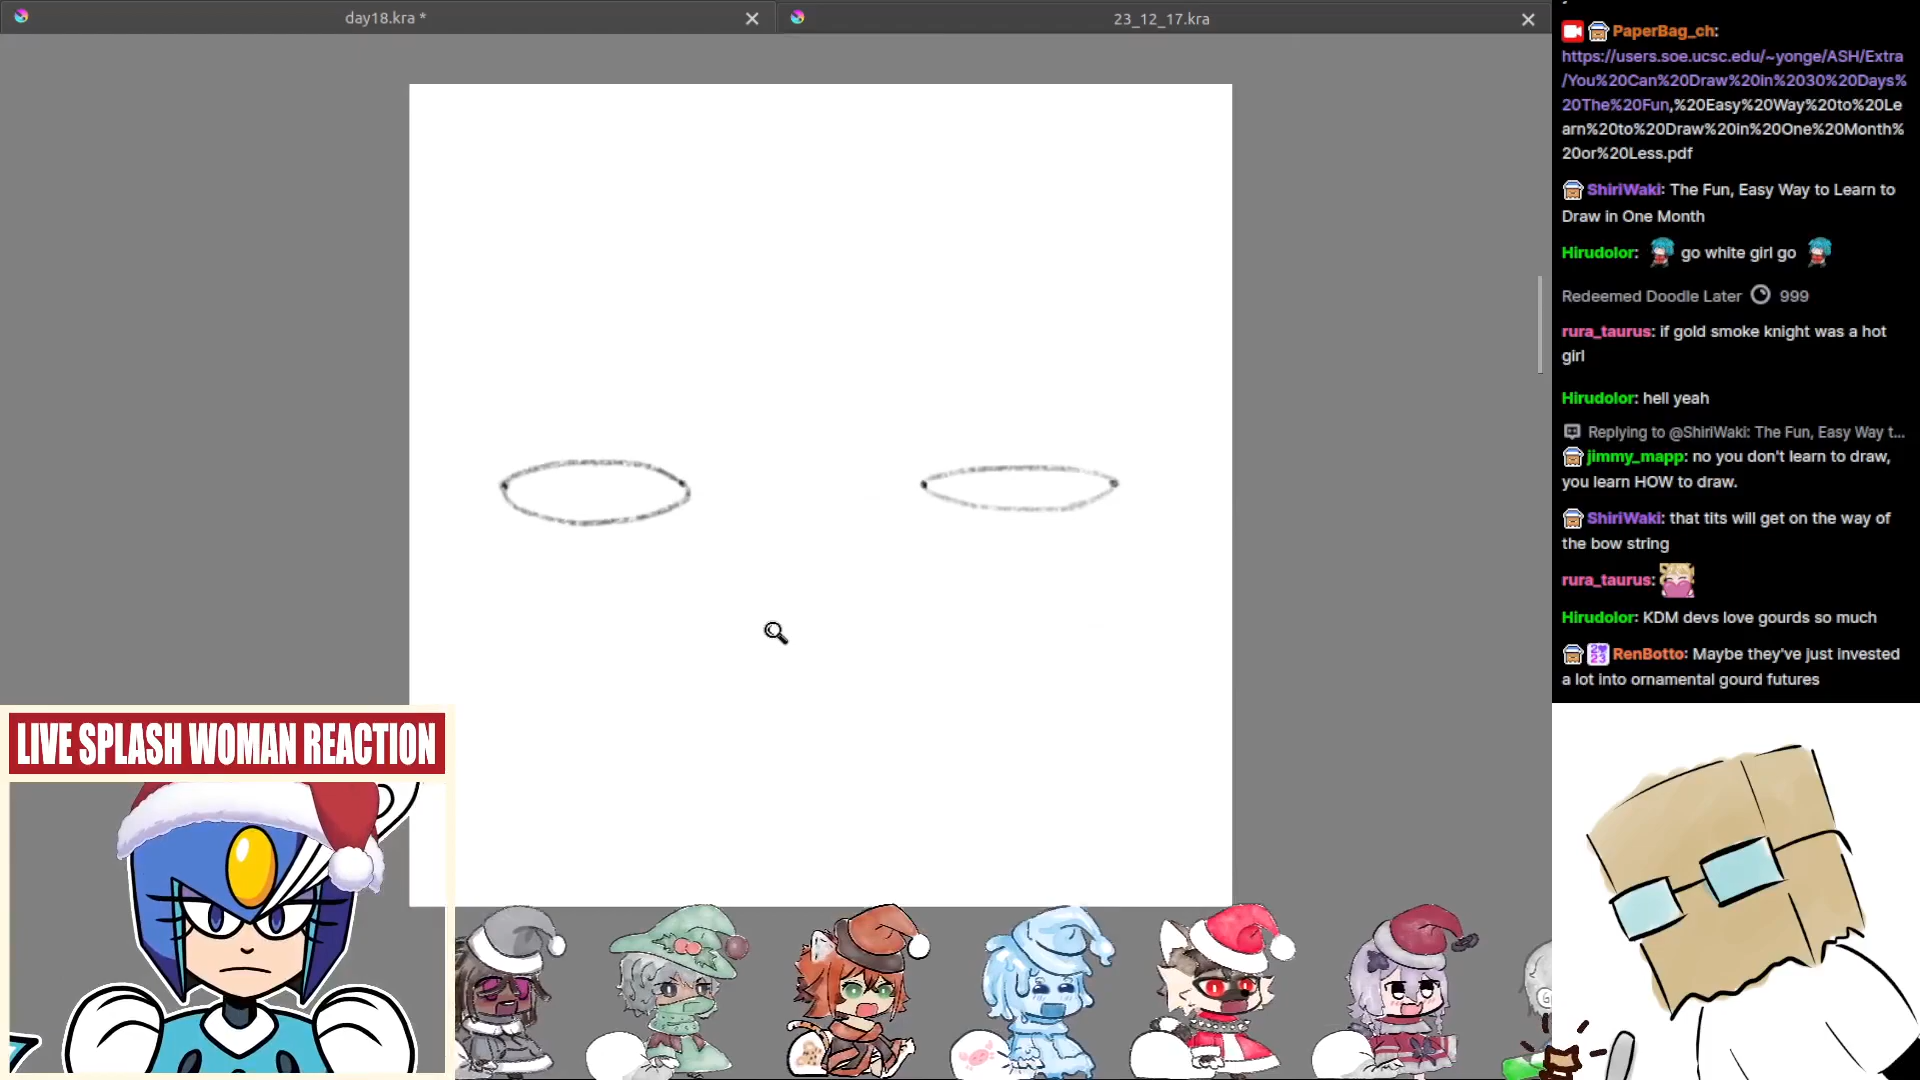 day18.kra *
23_12_17.kra
PaperBag_ch:
https://users.soe.ucsc.edu/~yonge/ASH/Extra
/You%20Can%20Draw%20in%2030%20Days%
20The%20Fun,%20Easy%20Way%20to%20Le
arn%20to%20Draw%20in%20One%20Month%
20or%20Less.pdf
ShiriWaki: The Fun, Easy Way to Learn to
Draw in One Month
Hirudolor: go white girl go
Redeemed Doodle Later 999
rura_taurus: if gold smoke knight was a hot
girl
Hirudolor: hell yeah
Replying to @ShiriWaki: The Fun, Easy Way t...
jimmy_mapp: no you don't learn to draw,
you learn HOW to draw.
ShiriWaki: that tits will get on the way of
the bow string
rura_taurus:
Hirudolor: KDM devs love gourds so much
RenBotto: Maybe they've just invested
a lot into ornamental gourd futures
LIVE SPLASH WOMAN REACTION